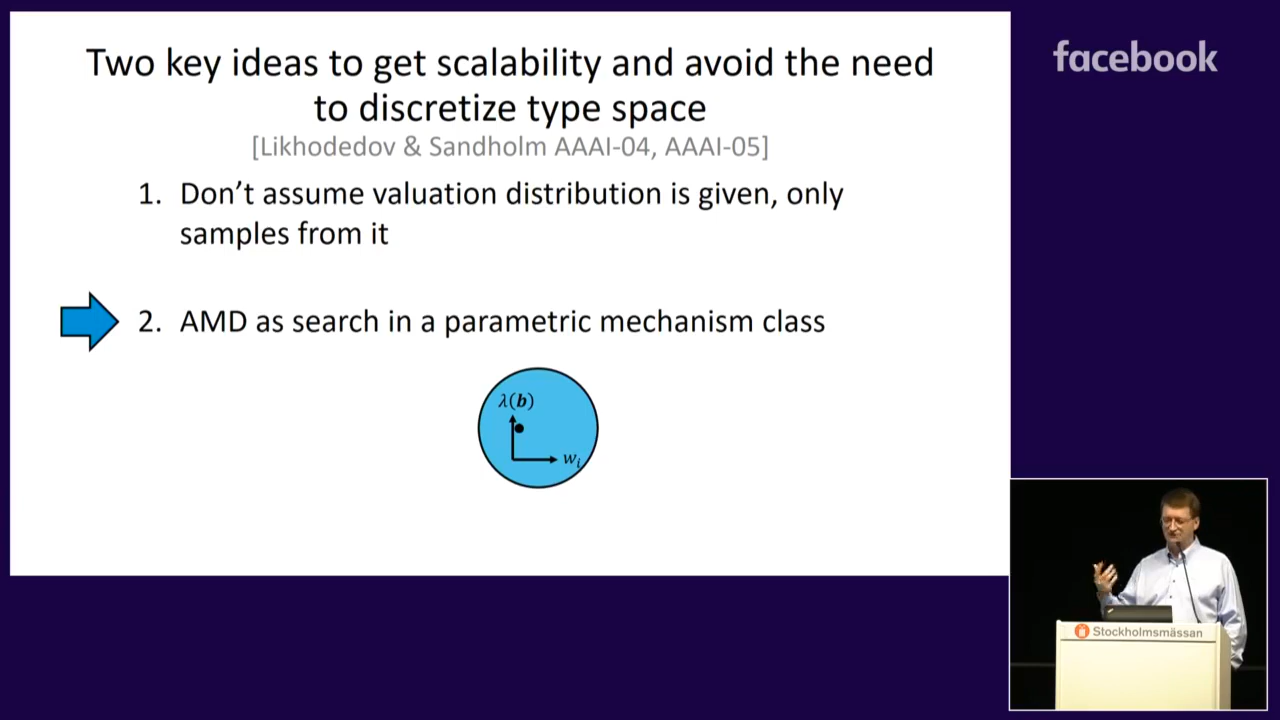 Two key ideas to get scalability and avoid the need
to discretize type space
[Likhodedov & Sandholm AAAI-04, AAAI-05]
1. Don’t assume valuation distribution is given, only
samples from it
2. AMD as search in a parametric mechanism class
λ(b)
wᵢ
facebook
Stockholmsmässan